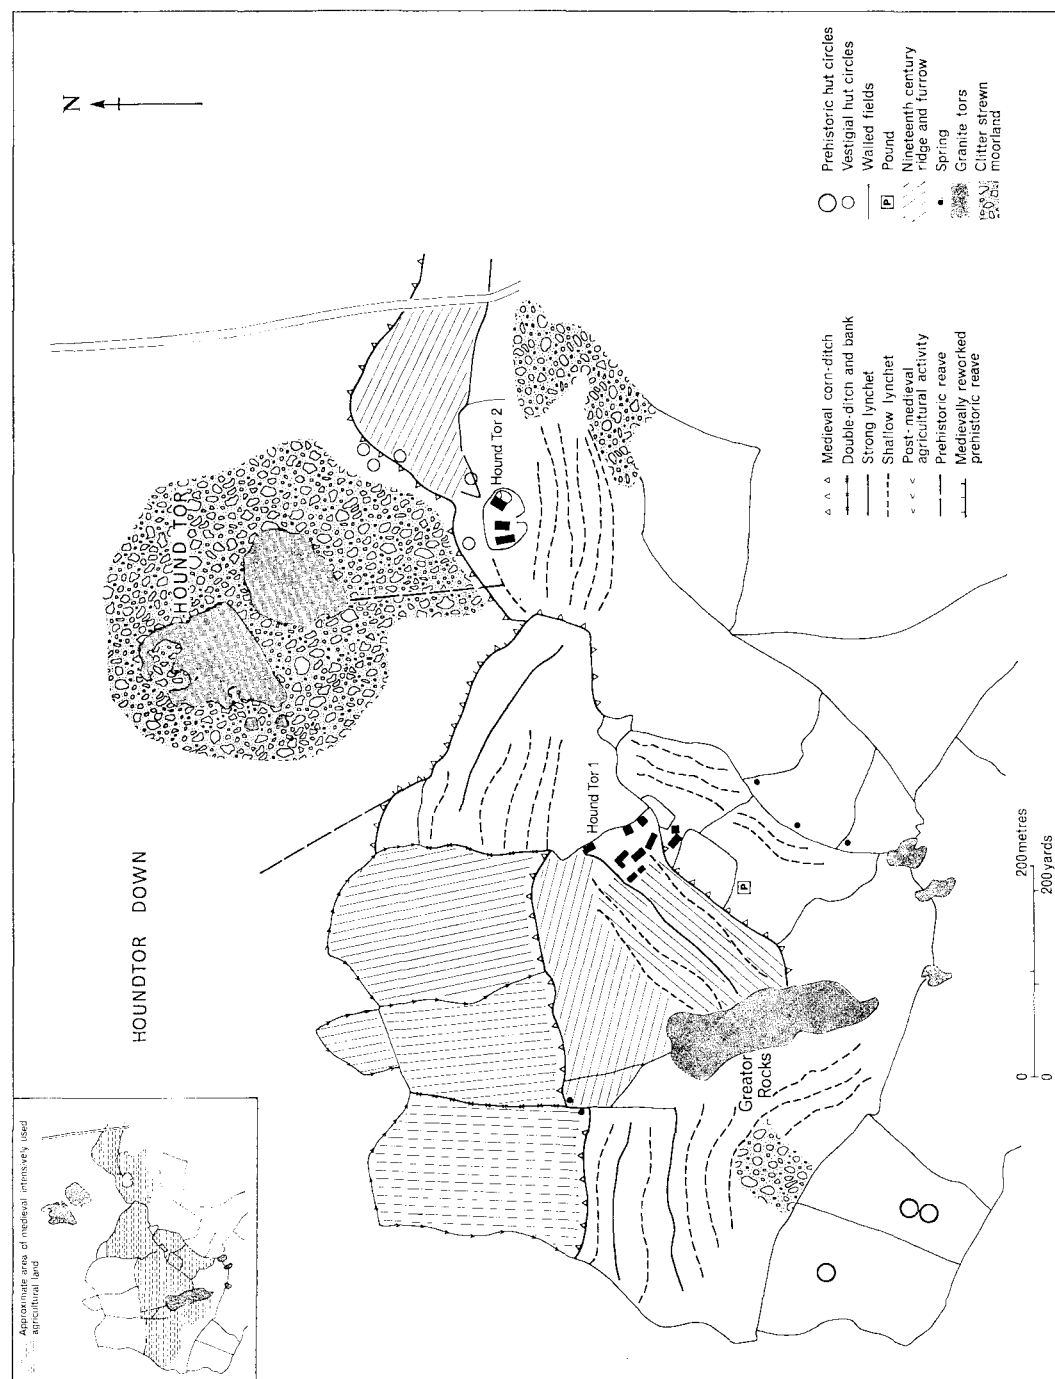 Approximate area of medieval intensively used
agricultural land
HOUNDTOR DOWN
HOUND TOR
N
Hound Tor 1
Hound Tor 2
Greator
Rocks
P
0 200 metres
0 200 yards
Medieval corn-ditch
Double-ditch and bank
Strong lynchet
Shallow lynchet
Post-medieval
agricultural activity
Prehistoric reave
Medievally reworked
prehistoric reave
Prehistoric hut circles
Vestigial hut circles
Walled fields
P Pound
Nineteenth century
ridge and furrow
Spring
Granite tors
Clitter strewn
moorland